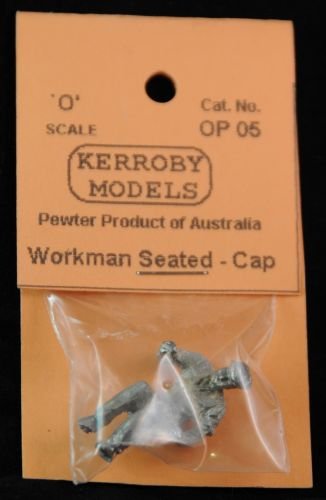 'O'
SCALE
Cat. No.
OP 05
KERROBY
MODELS
Pewter Product of Australia
Workman Seated - Cap